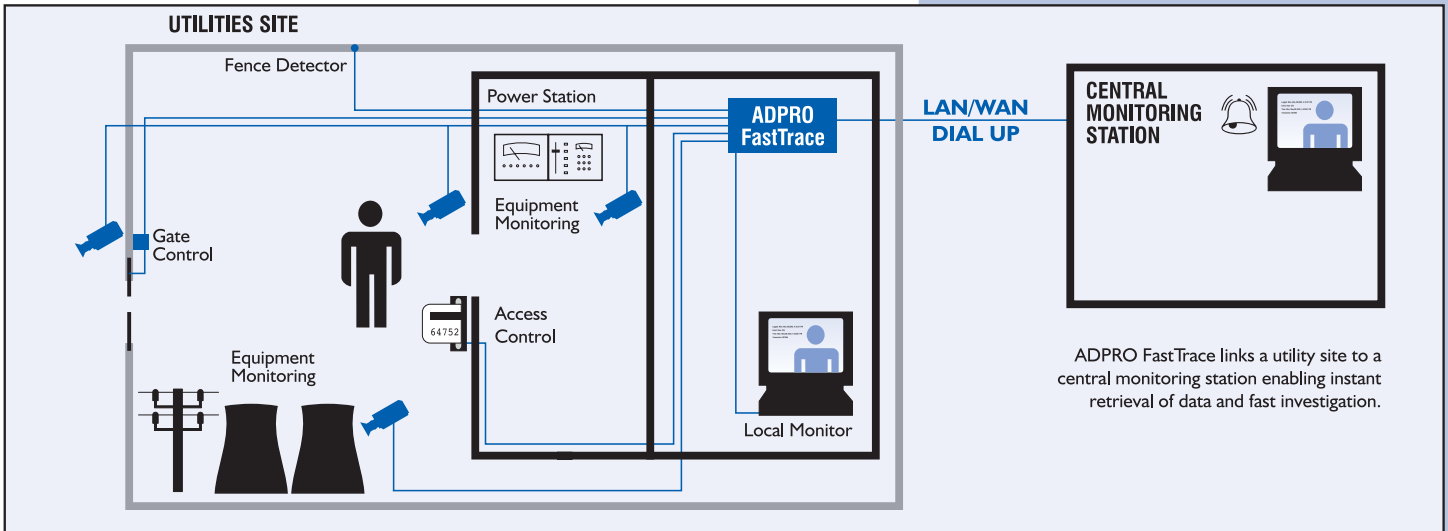 UTILITIES SITE
Fence Detector
Power Station
ADPRO
FastTrace
LAN/WAN
DIAL UP
CENTRAL
MONITORING
STATION
Equipment
Monitoring
Gate
Control
64752
Access
Control
Equipment
Monitoring
Local Monitor
ADPRO FastTrace links a utility site to a
central monitoring station enabling instant
retrieval of data and fast investigation.